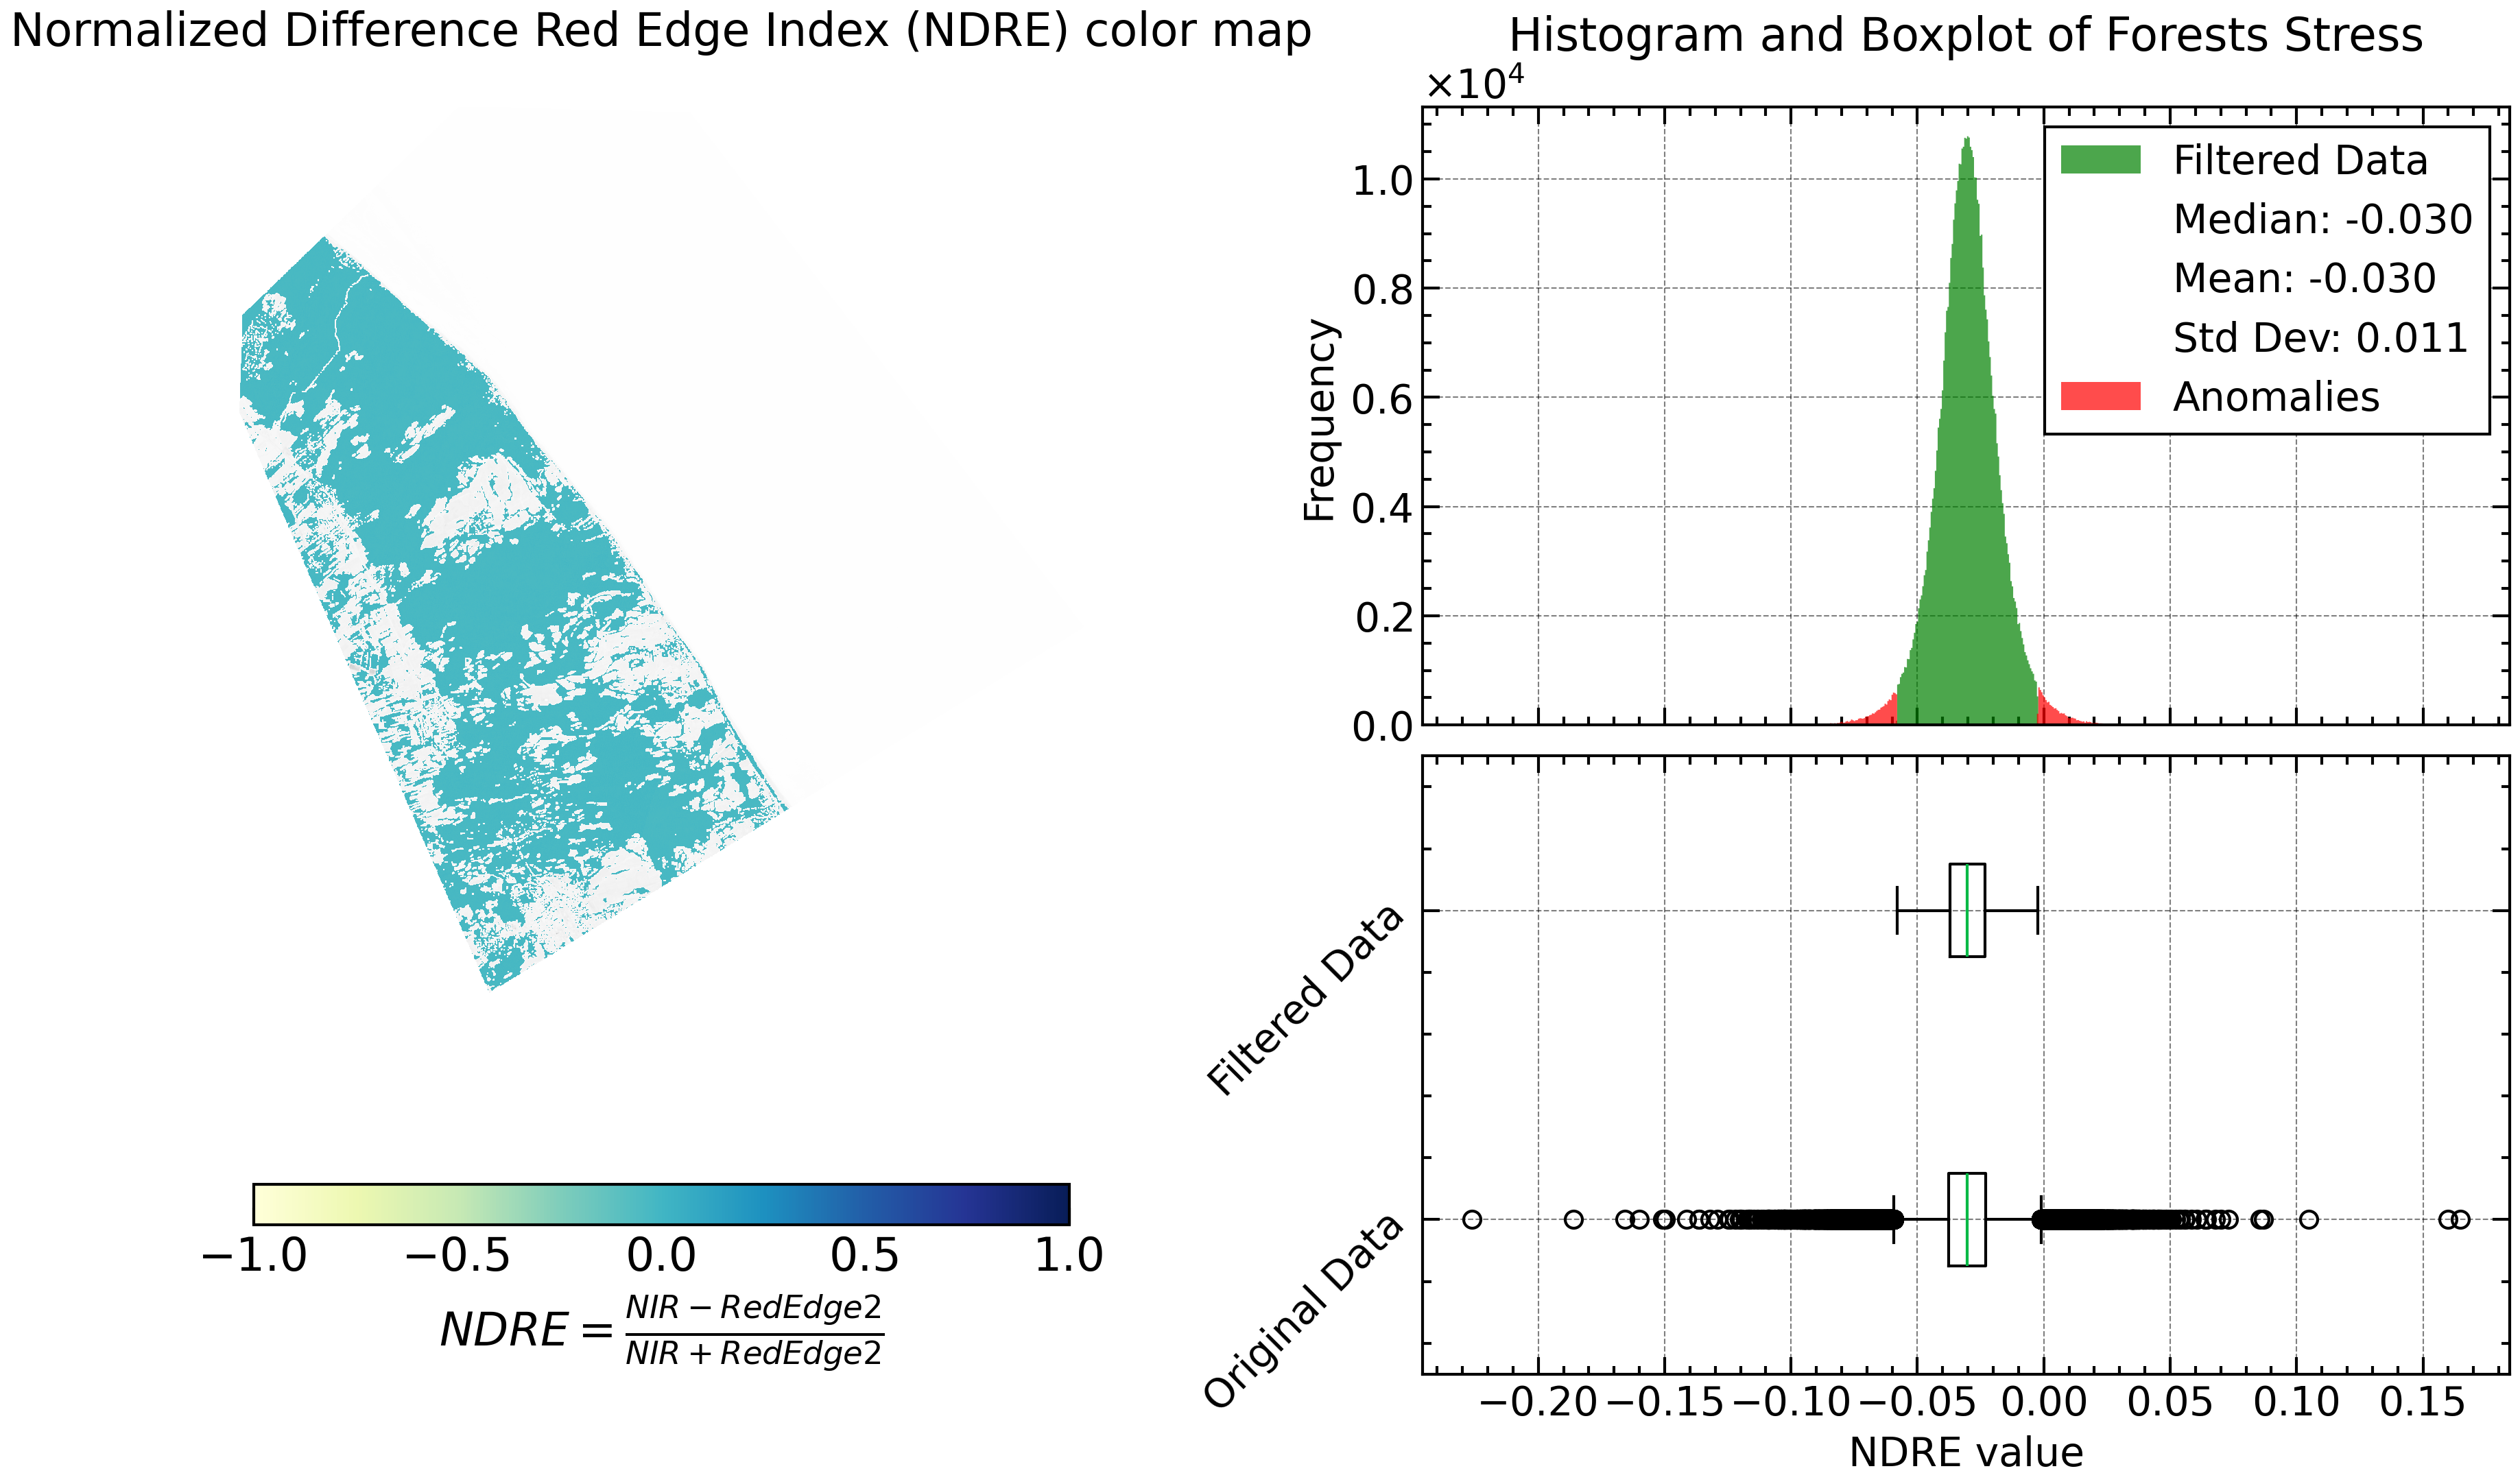 Normalized Difference Red Edge Index (NDRE) color map
−1.0 −0.5 0.0 0.5 1.0
NDRE = NIR − RedEdge2 / NIR + RedEdge2
Histogram and Boxplot of Forests Stress
×10⁴
Frequency
1.0
0.8
0.6
0.4
0.2
0.0
Filtered Data
Median: -0.030
Mean: -0.030
Std Dev: 0.011
Anomalies
Filtered Data
Original Data
−0.20 −0.15 −0.10 −0.05 0.00 0.05 0.10 0.15
NDRE value